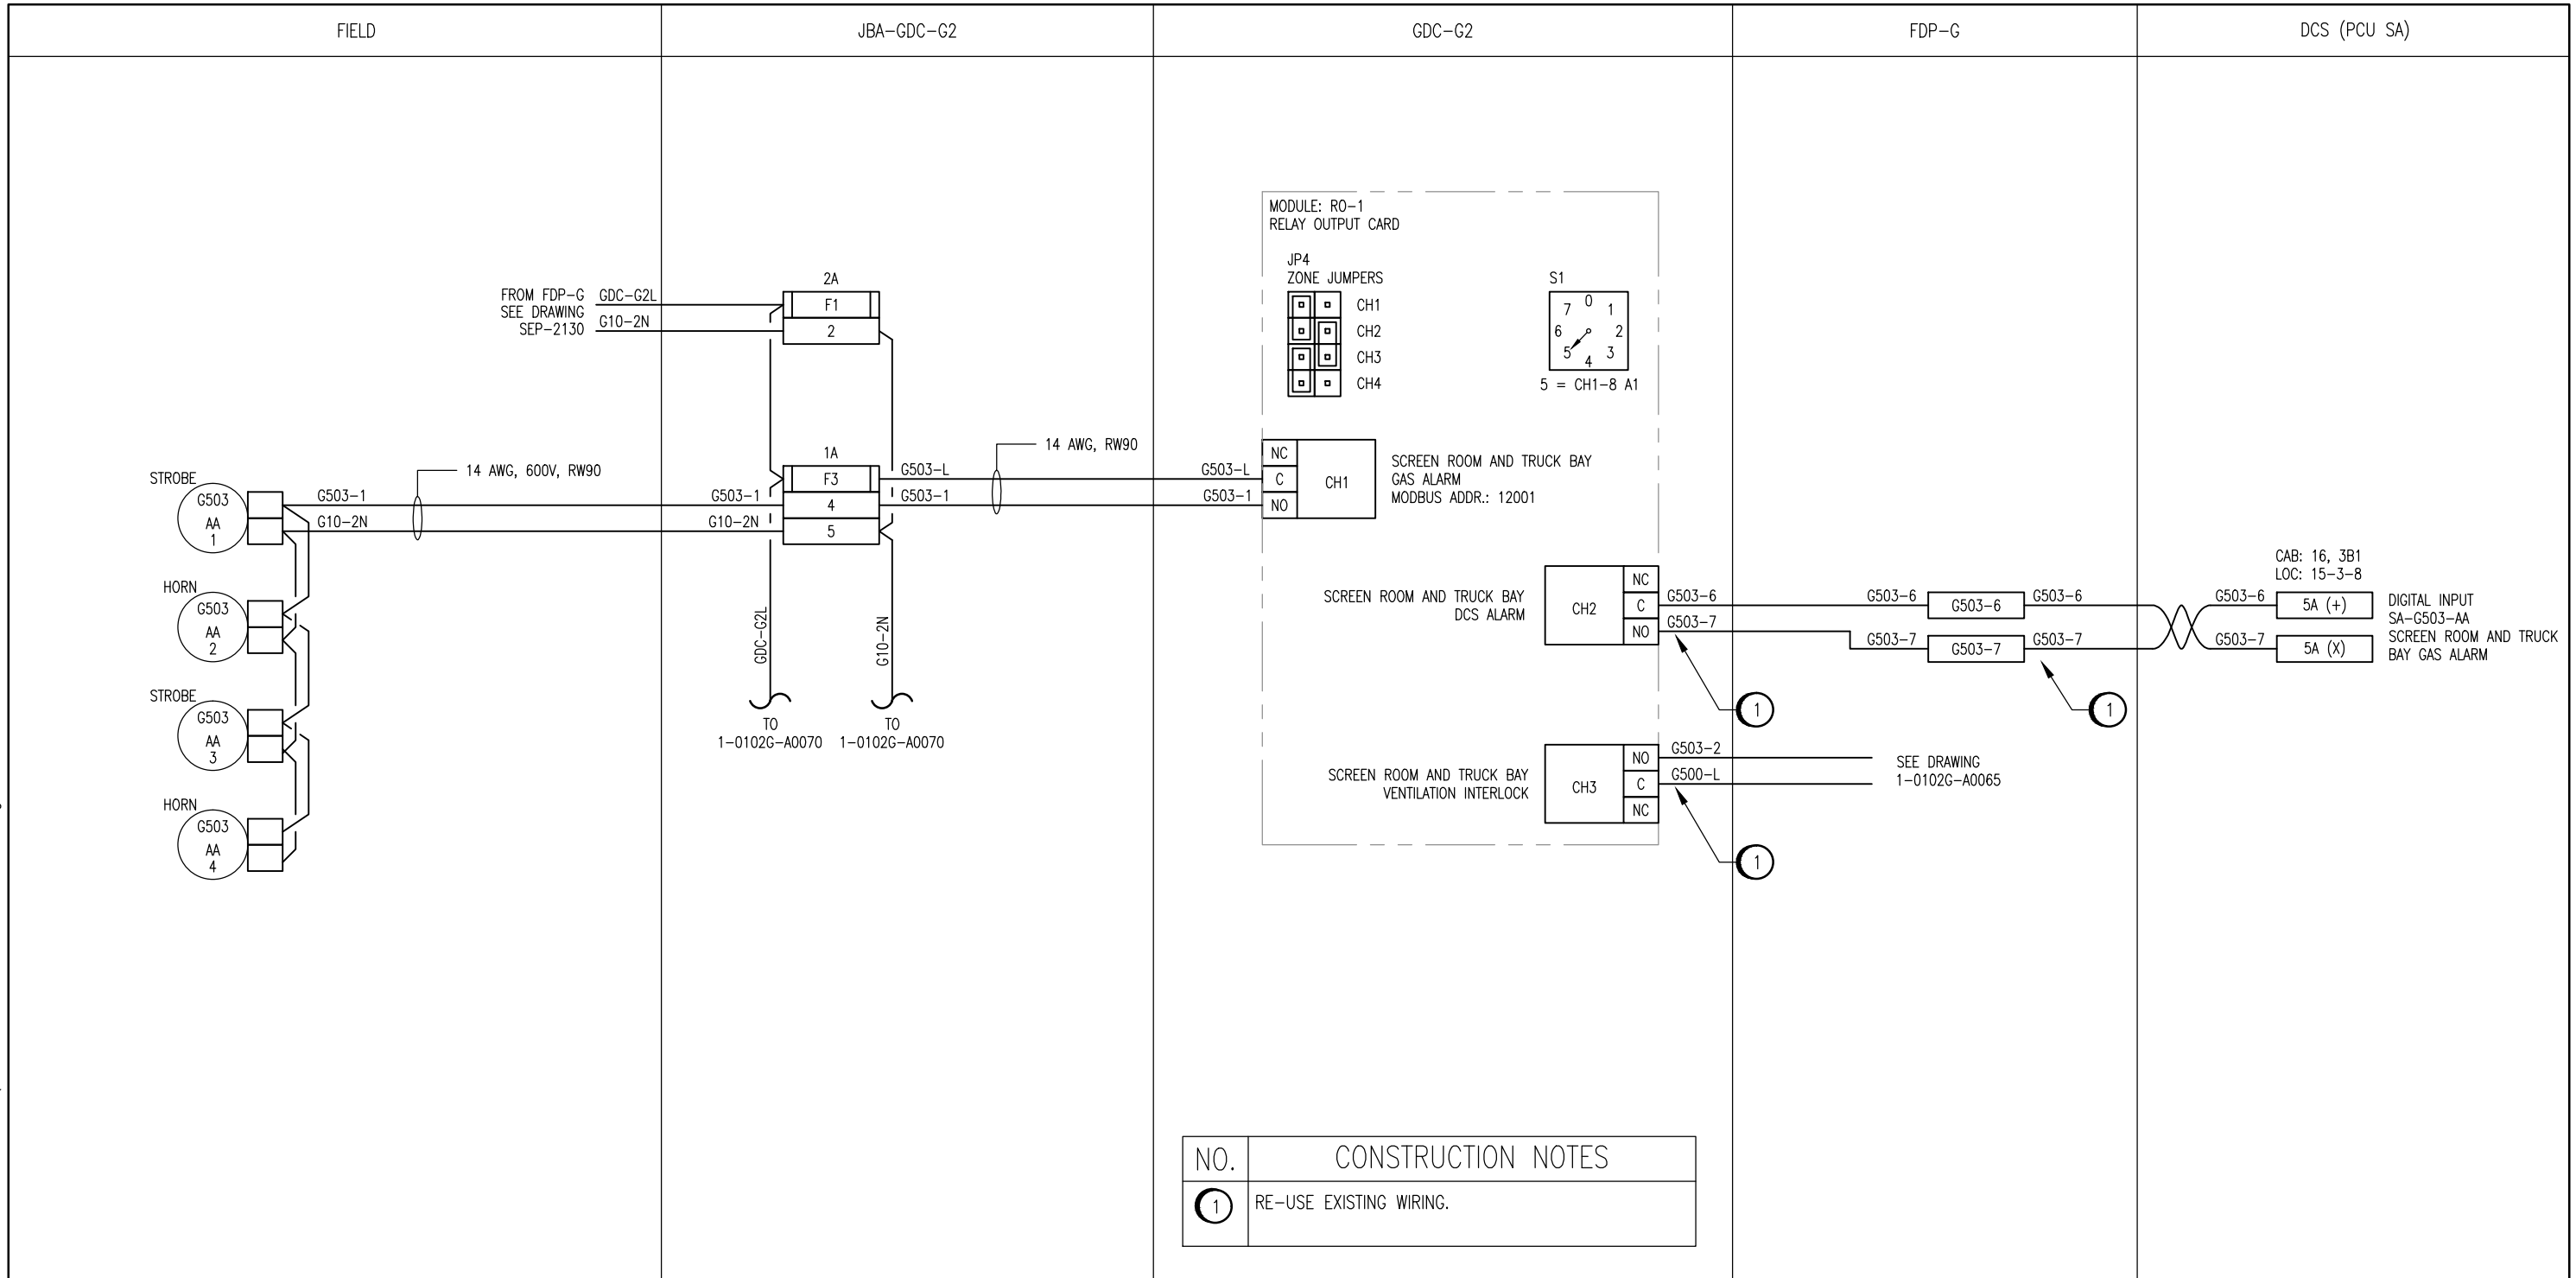 FIELD
JBA-GDC-G2
GDC-G2
FDP-G
DCS (PCU SA)
FROM FDP-G
SEE DRAWING
SEP-2130
GDC-G2L
G10-2N
2A
F1
2
STROBE
G503
AA
1
HORN
G503
AA
2
STROBE
G503
AA
3
HORN
G503
AA
4
G503-1
G10-2N
14 AWG, 600V, RW90
G503-1
G10-2N
1A
F3
4
5
G503-L
G503-1
14 AWG, RW90
G503-L
G503-1
GDC-G2L
G10-2N
TO
1-0102G-A0070
TO
1-0102G-A0070
MODULE: RO-1
RELAY OUTPUT CARD
JP4
ZONE JUMPERS
CH1
CH2
CH3
CH4
S1
0
1
2
3
4
5
6
7
5 = CH1-8 A1
NC
C
NO
CH1
SCREEN ROOM AND TRUCK BAY
GAS ALARM
MODBUS ADDR.: 12001
SCREEN ROOM AND TRUCK BAY
DCS ALARM
CH2
NC
C
NO
G503-6
G503-7
1
SCREEN ROOM AND TRUCK BAY
VENTILATION INTERLOCK
CH3
NO
C
NC
G503-2
G500-L
1
SEE DRAWING
1-0102G-A0065
G503-6
G503-6
G503-6
G503-7
G503-7
G503-7
1
CAB: 16, 3B1
LOC: 15-3-8
G503-6
5A (+)
G503-7
5A (X)
DIGITAL INPUT
SA-G503-AA
SCREEN ROOM AND TRUCK
BAY GAS ALARM
NO.
CONSTRUCTION NOTES
1
RE-USE EXISTING WIRING.